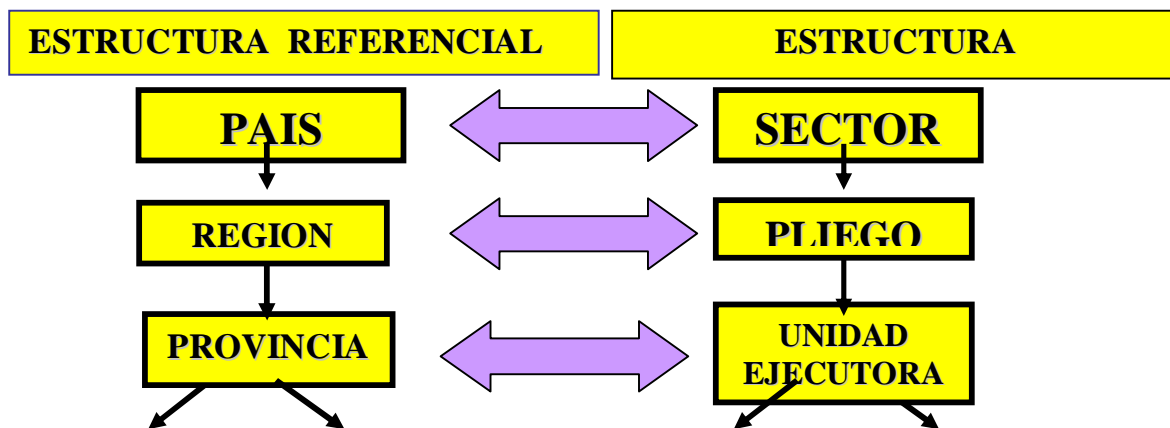 ESTRUCTURA REFERENCIAL
ESTRUCTURA
PAIS
SECTOR
REGION
PLIEGO
PROVINCIA
UNIDAD
EJECUTORA